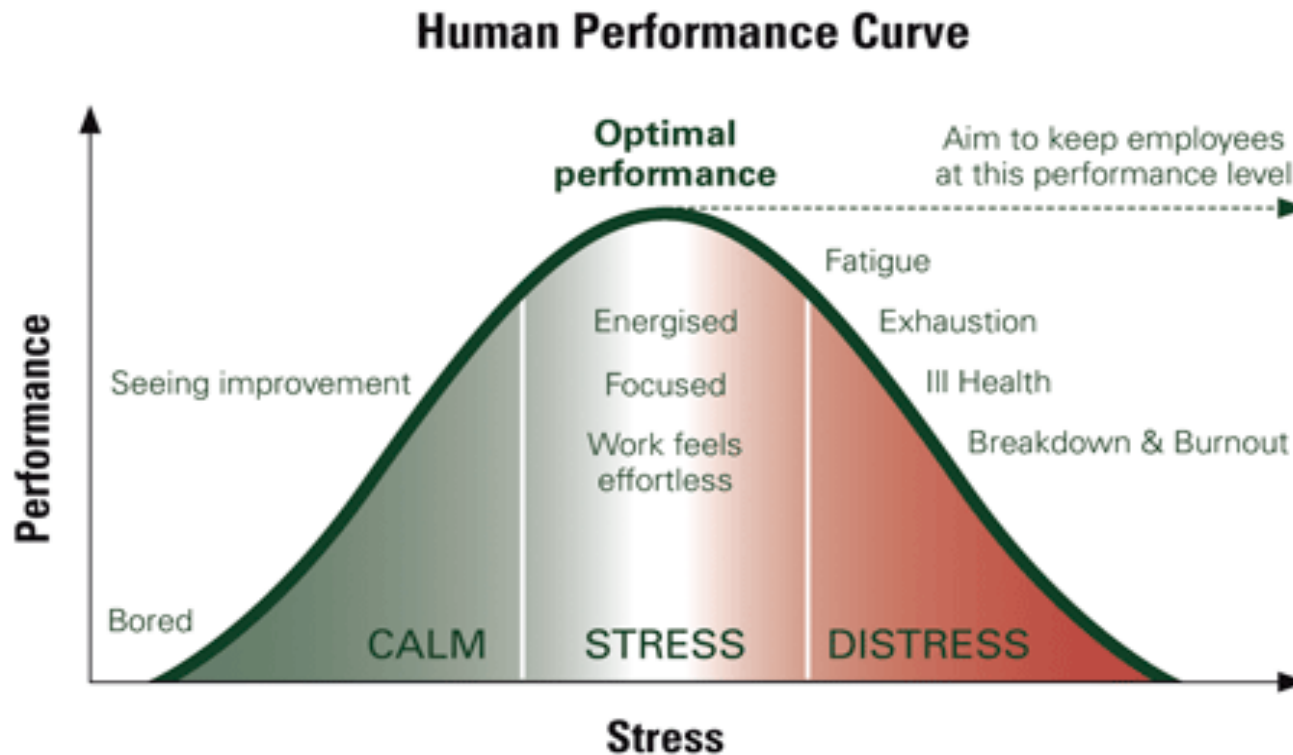 Human Performance Curve
Optimal
performance
Aim to keep employees
at this performance level
Fatigue
Energised
Exhaustion
Seeing improvement
Focused
Ill Health
Work feels
effortless
Breakdown & Burnout
Performance
Bored
CALM
STRESS
DISTRESS
Stress